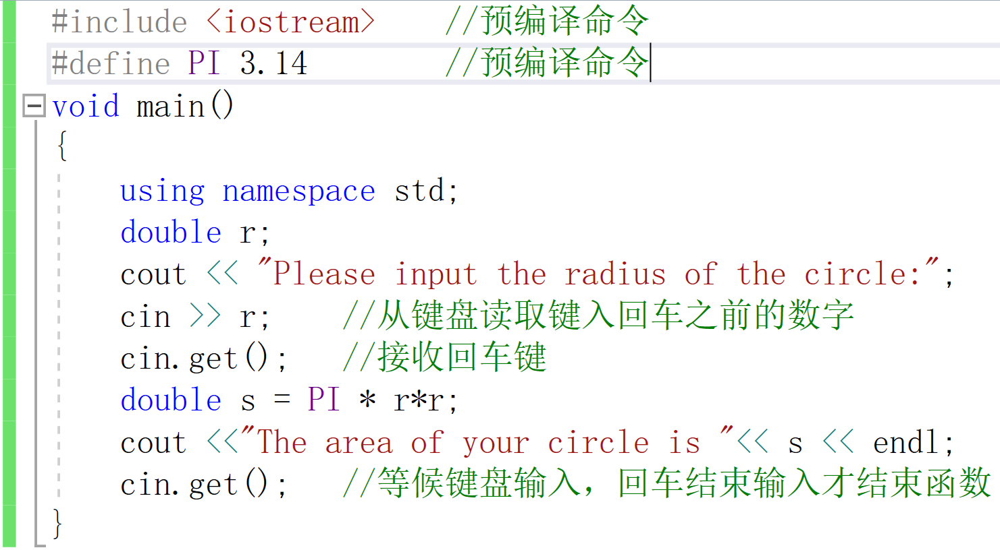 #include <iostream>    //预编译命令
#define PI 3.14        //预编译命令
void main()
{
    using namespace std;
    double r;
    cout << "Please input the radius of the circle:";
    cin >> r;    //从键盘读取键入回车之前的数字
    cin.get();   //接收回车键
    double s = PI * r*r;
    cout <<"The area of your circle is "<< s << endl;
    cin.get();   //等候键盘输入，回车结束输入才结束函数
}